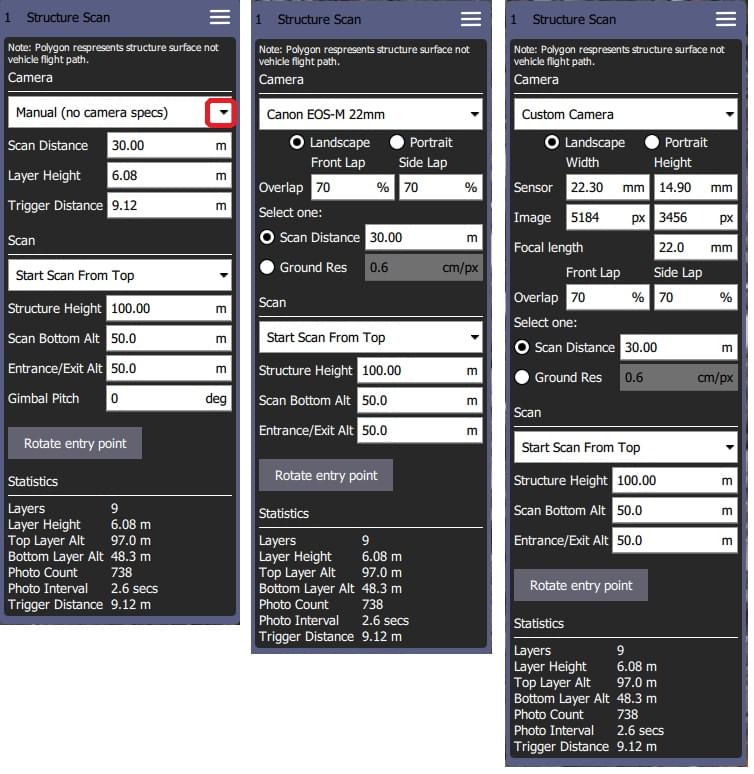 1 Structure Scan
Note: Polygon respresents structure surface not
vehicle flight path.
Camera
Manual (no camera specs)
Scan Distance 30.00 m
Layer Height 6.08 m
Trigger Distance 9.12 m
Scan
Start Scan From Top
Structure Height 100.00 m
Scan Bottom Alt 50.0 m
Entrance/Exit Alt 50.0 m
Gimbal Pitch 0 deg
Rotate entry point
Statistics
Layers 9
Layer Height 6.08 m
Top Layer Alt 97.0 m
Bottom Layer Alt 48.3 m
Photo Count 738
Photo Interval 2.6 secs
Trigger Distance 9.12 m
1 Structure Scan
Note: Polygon respresents structure surface not
vehicle flight path.
Camera
Canon EOS-M 22mm
Landscape Portrait
Front Lap Side Lap
Overlap 70 % 70 %
Select one:
Scan Distance 30.00 m
Ground Res 0.6 cm/px
Scan
Start Scan From Top
Structure Height 100.00 m
Scan Bottom Alt 50.0 m
Entrance/Exit Alt 50.0 m
Rotate entry point
Statistics
Layers 9
Layer Height 6.08 m
Top Layer Alt 97.0 m
Bottom Layer Alt 48.3 m
Photo Count 738
Photo Interval 2.6 secs
Trigger Distance 9.12 m
1 Structure Scan
Note: Polygon respresents structure surface not
vehicle flight path.
Camera
Custom Camera
Landscape Portrait
Width Height
Sensor 22.30 mm 14.90 mm
Image 5184 px 3456 px
Focal length 22.0 mm
Front Lap Side Lap
Overlap 70 % 70 %
Select one:
Scan Distance 30.00 m
Ground Res 0.6 cm/px
Scan
Start Scan From Top
Structure Height 100.00 m
Scan Bottom Alt 50.0 m
Entrance/Exit Alt 50.0 m
Rotate entry point
Statistics
Layers 9
Layer Height 6.08 m
Top Layer Alt 97.0 m
Bottom Layer Alt 48.3 m
Photo Count 738
Photo Interval 2.6 secs
Trigger Distance 9.12 m